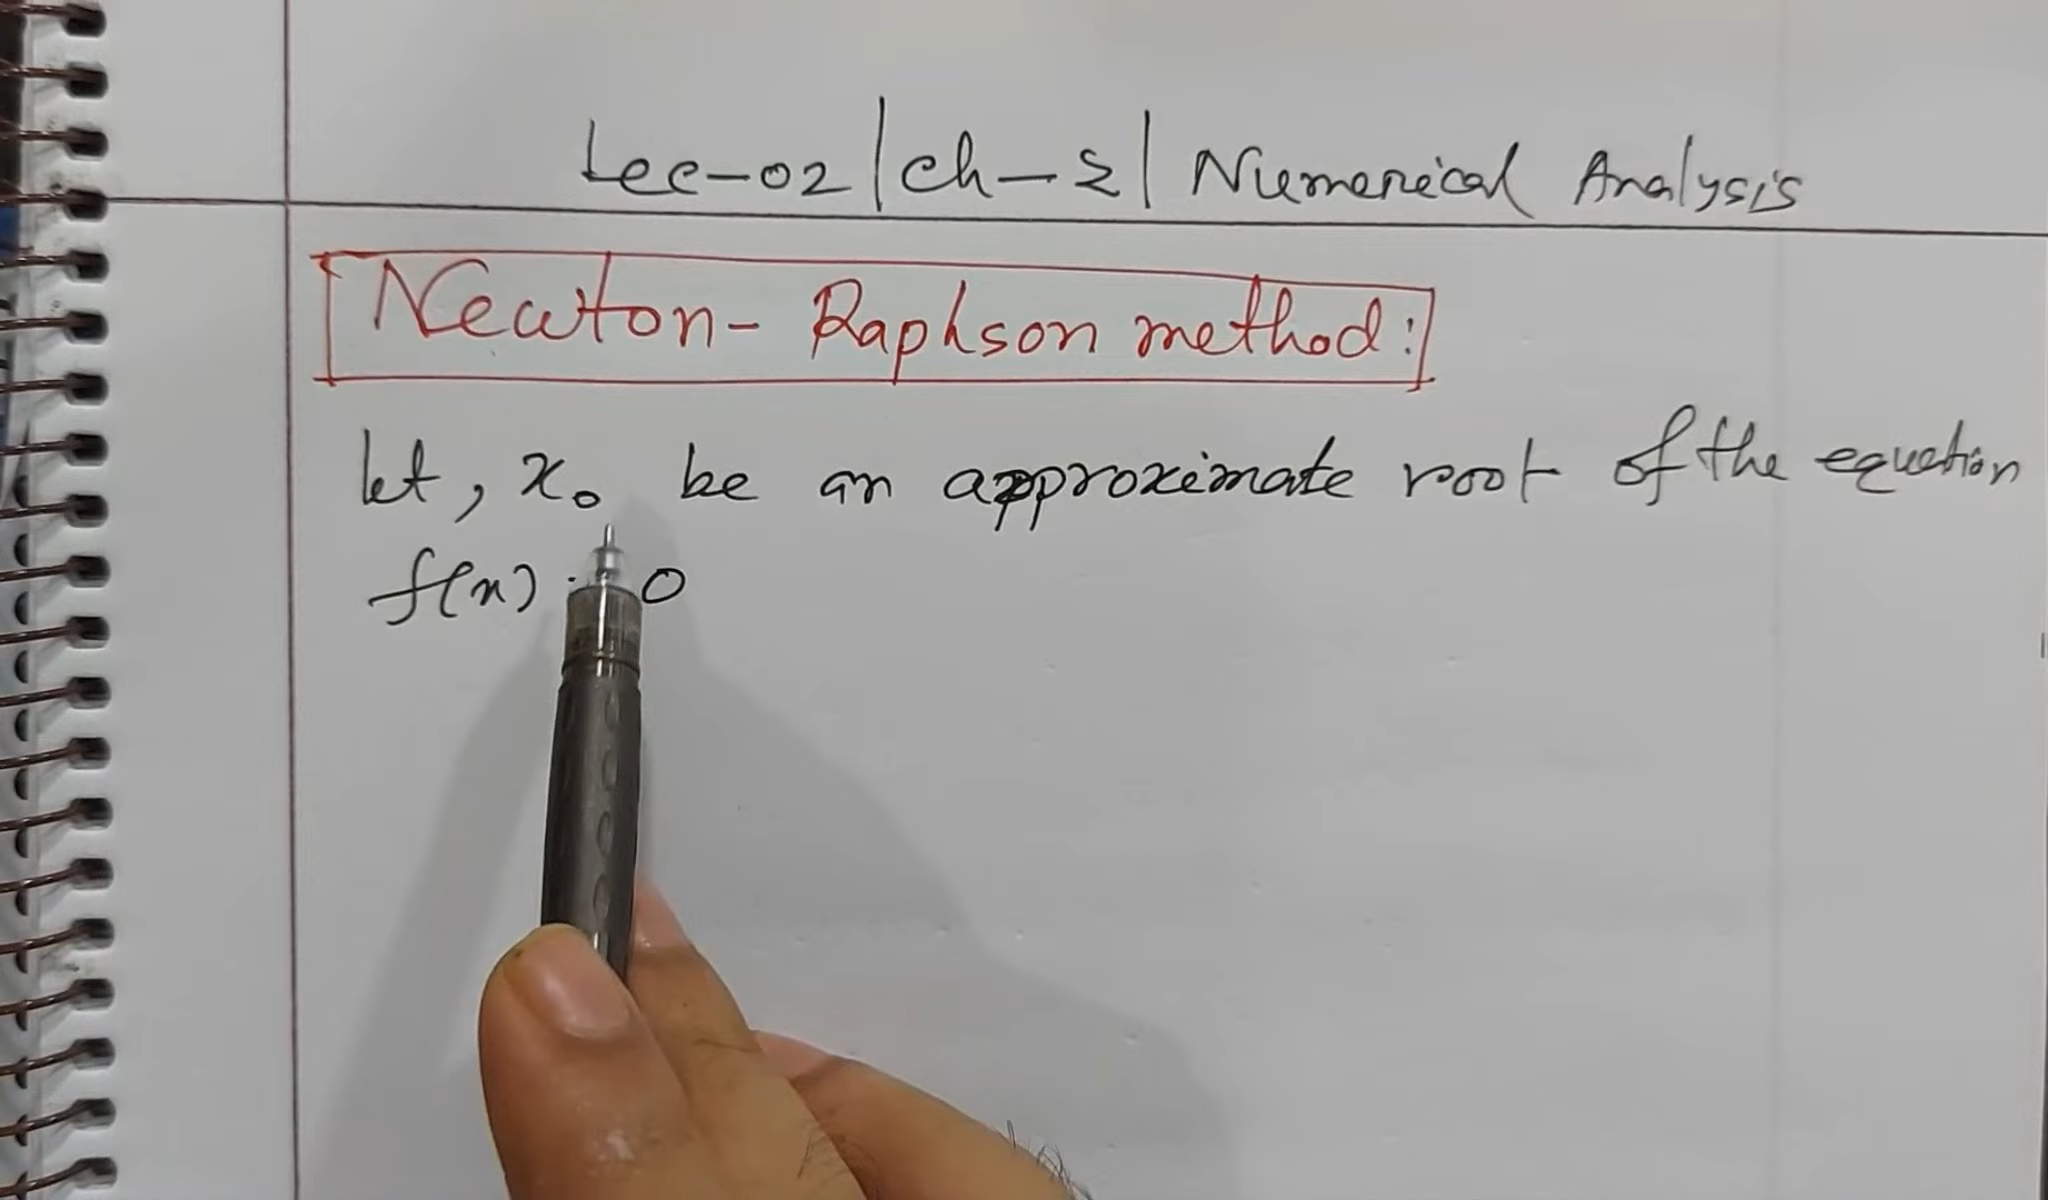 Lec-02 | ch-2 | Numerical Analysis
Newton- Raphson method:
let, x₀ be an approximate root of the equation
f(x) = 0